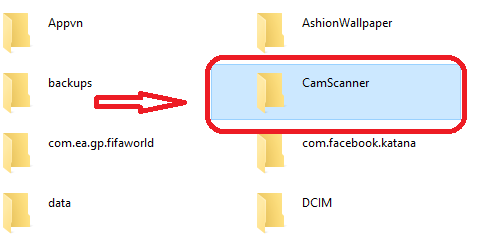 Appvn
AshionWallpaper
backups
CamScanner
com.ea.gp.fifaworld
com.facebook.katana
data
DCIM